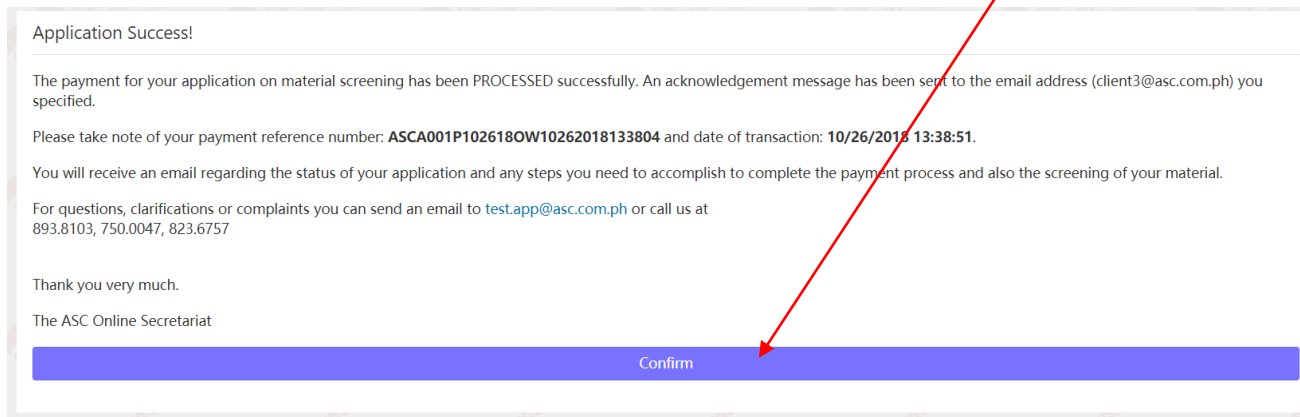 Application Success!
The payment for your application on material screening has been PROCESSED successfully. An acknowledgement message has been sent to the email address (client3@asc.com.ph) you
specified.
Please take note of your payment reference number: ASCA001P102618OW10262018133804 and date of transaction: 10/26/2018 13:38:51.
You will receive an email regarding the status of your application and any steps you need to accomplish to complete the payment process and also the screening of your material.
For questions, clarifications or complaints you can send an email to test.app@asc.com.ph or call us at
893.8103, 750.0047, 823.6757
Thank you very much.
The ASC Online Secretariat
Confirm